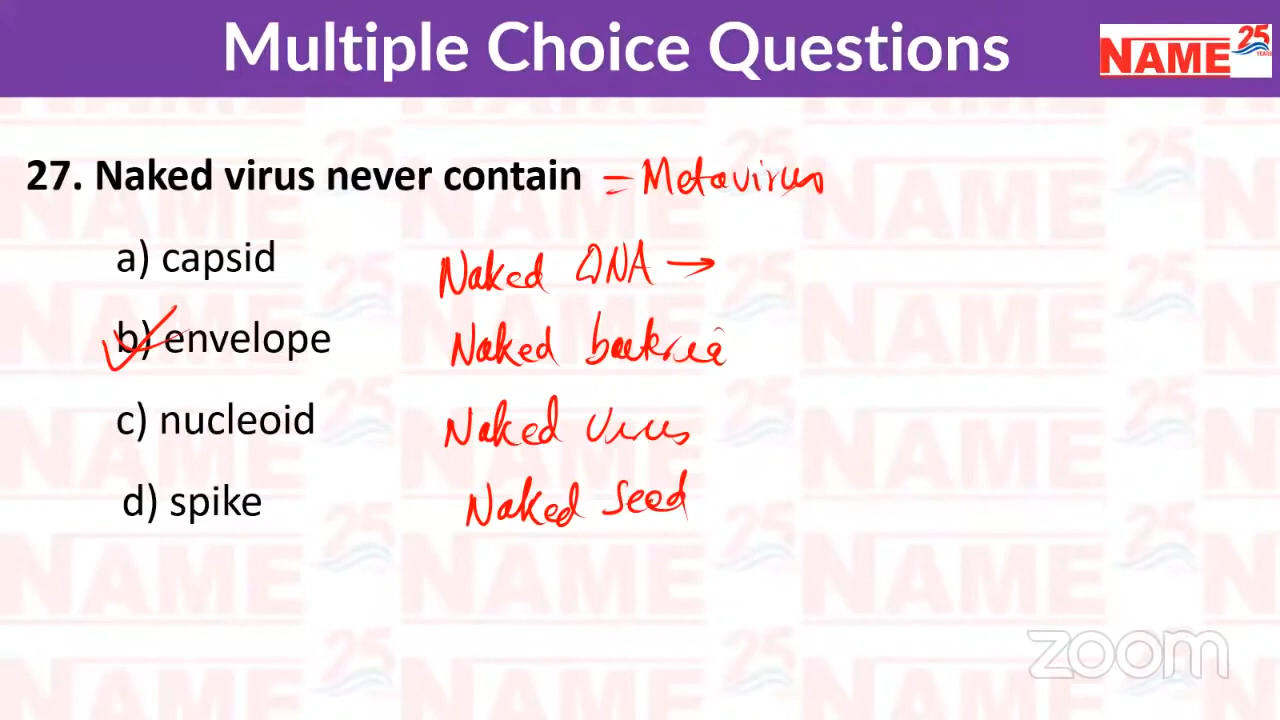 Multiple Choice Questions
NAME 25 YEARS
27. Naked virus never contain = Metavirus
a) capsid
Naked DNA →
b) envelope
Naked bacteria
c) nucleoid
Naked virus
d) spike
Naked seed
zoom